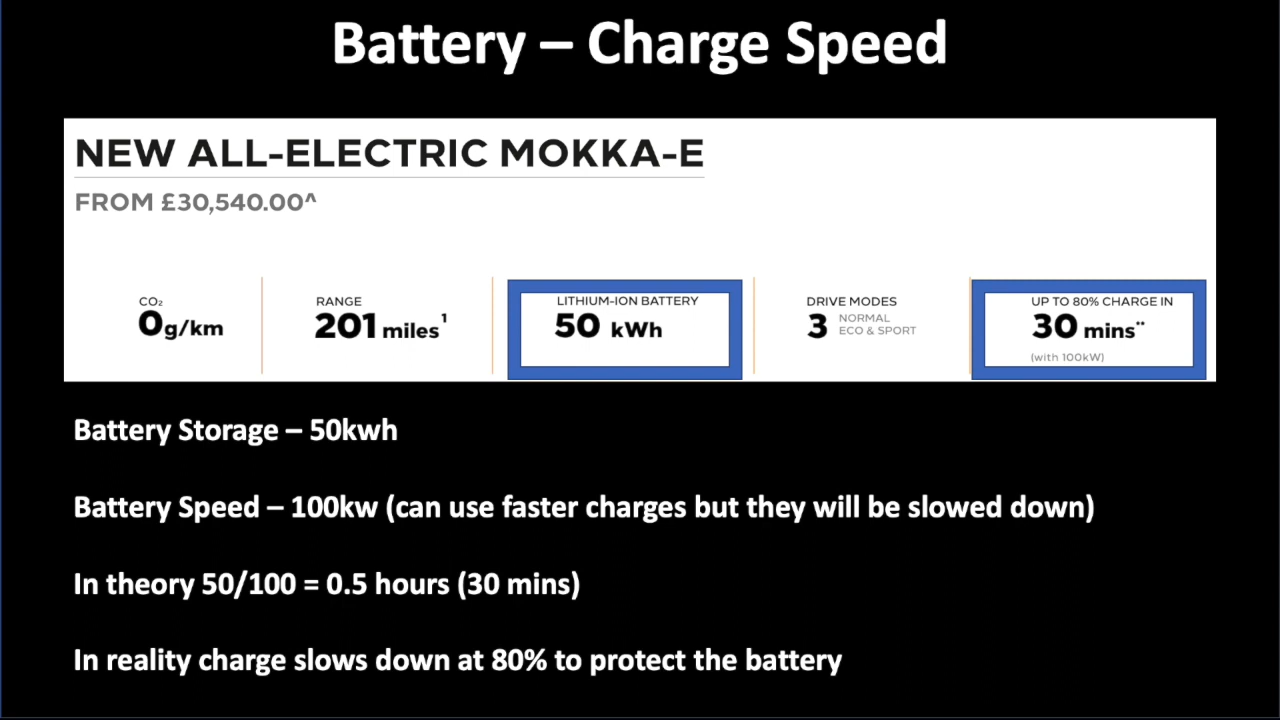 Battery – Charge Speed
NEW ALL-ELECTRIC MOKKA-E
FROM £30,540.00^
CO₂
0g/km
RANGE
201 miles¹
LITHIUM-ION BATTERY
50 kWh
DRIVE MODES
3 NORMAL
ECO & SPORT
UP TO 80% CHARGE IN
30 mins**
(with 100kW)
Battery Storage – 50kwh
Battery Speed – 100kw (can use faster charges but they will be slowed down)
In theory 50/100 = 0.5 hours (30 mins)
In reality charge slows down at 80% to protect the battery